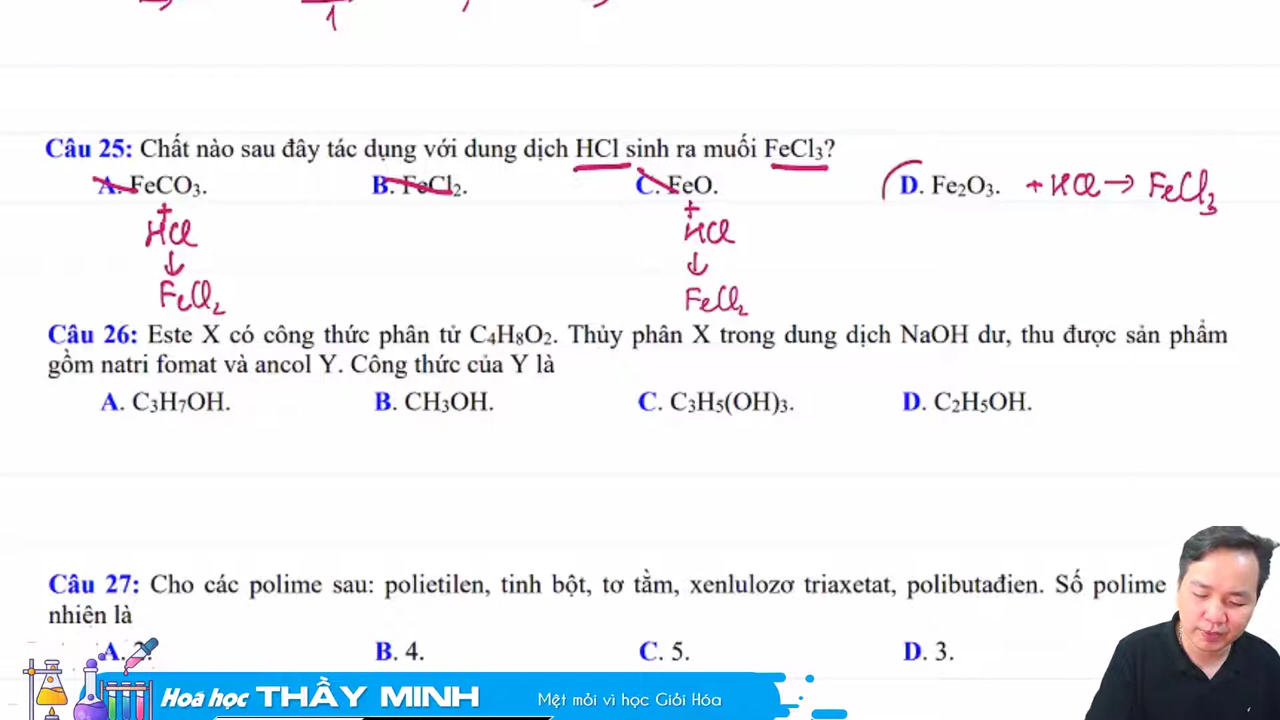 1
Câu 25: Chất nào sau đây tác dụng với dung dịch HCl sinh ra muối FeCl₃?
A. FeCO₃. B. FeCl₂. C. FeO. D. Fe₂O₃. + HCl → FeCl₃
+ +
HCl HCl
↓ ↓
FeCl₂ FeCl₂
Câu 26: Este X có công thức phân tử C₄H₈O₂. Thủy phân X trong dung dịch NaOH dư, thu được sản phẩm
gồm natri fomat và ancol Y. Công thức của Y là
A. C₃H₇OH. B. CH₃OH. C. C₃H₅(OH)₃. D. C₂H₅OH.
Câu 27: Cho các polime sau: polietilen, tinh bột, tơ tằm, xenlulozơ triaxetat, polibutađien. Số polime
nhiên là
A. B. 4. C. 5. D. 3.
Hoá học THẦY MINH Mệt mỏi vì học Giỏi Hóa